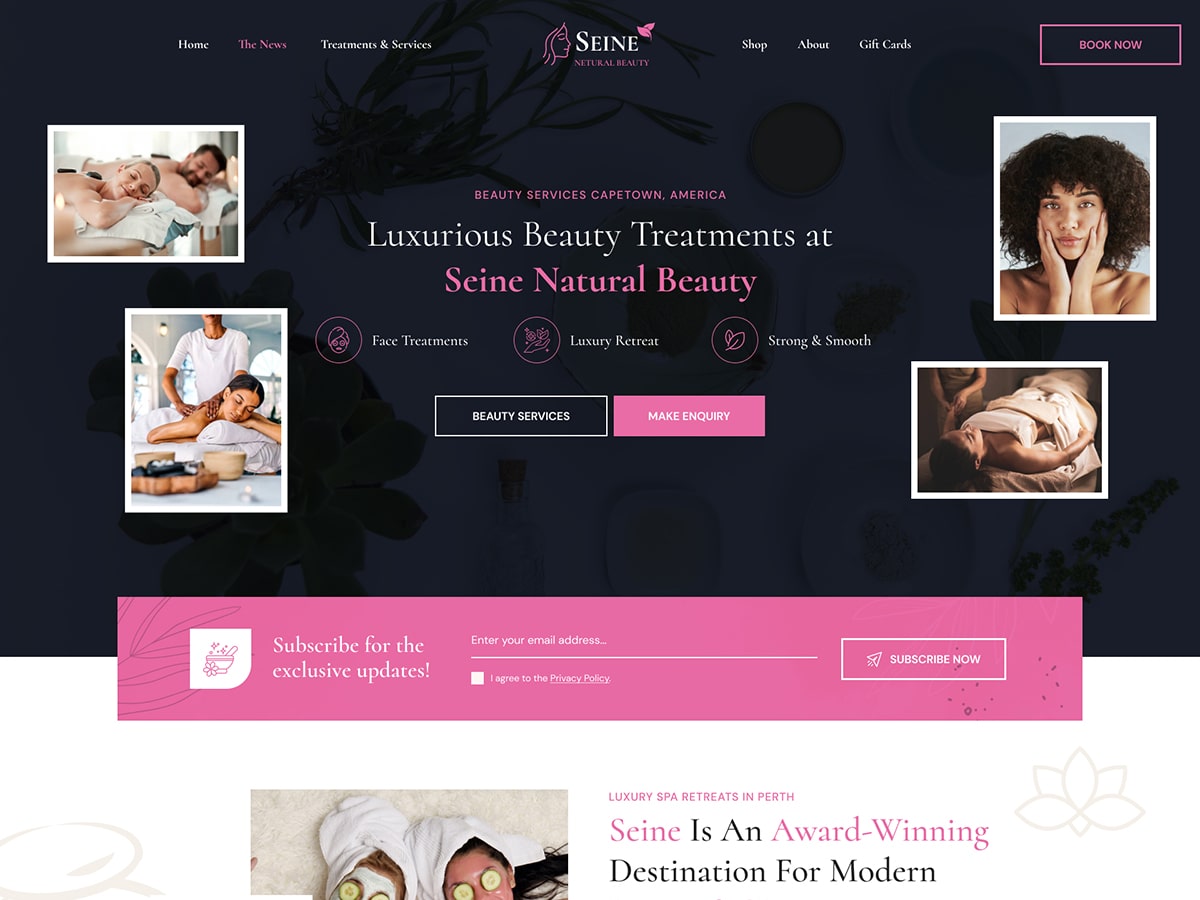 Home
The News
Treatments & Services
SEINE
NETURAL BEAUTY
Shop
About
Gift Cards
BOOK NOW
BEAUTY SERVICES CAPETOWN, AMERICA
Luxurious Beauty Treatments at
Seine Natural Beauty
Face Treatments
Luxury Retreat
Strong & Smooth
BEAUTY SERVICES
MAKE ENQUIRY
Subscribe for the
exclusive updates!
Enter your email address...
I agree to the Privacy Policy.
SUBSCRIBE NOW
LUXURY SPA RETREATS IN PERTH
Seine Is An Award-Winning
Destination For Modern